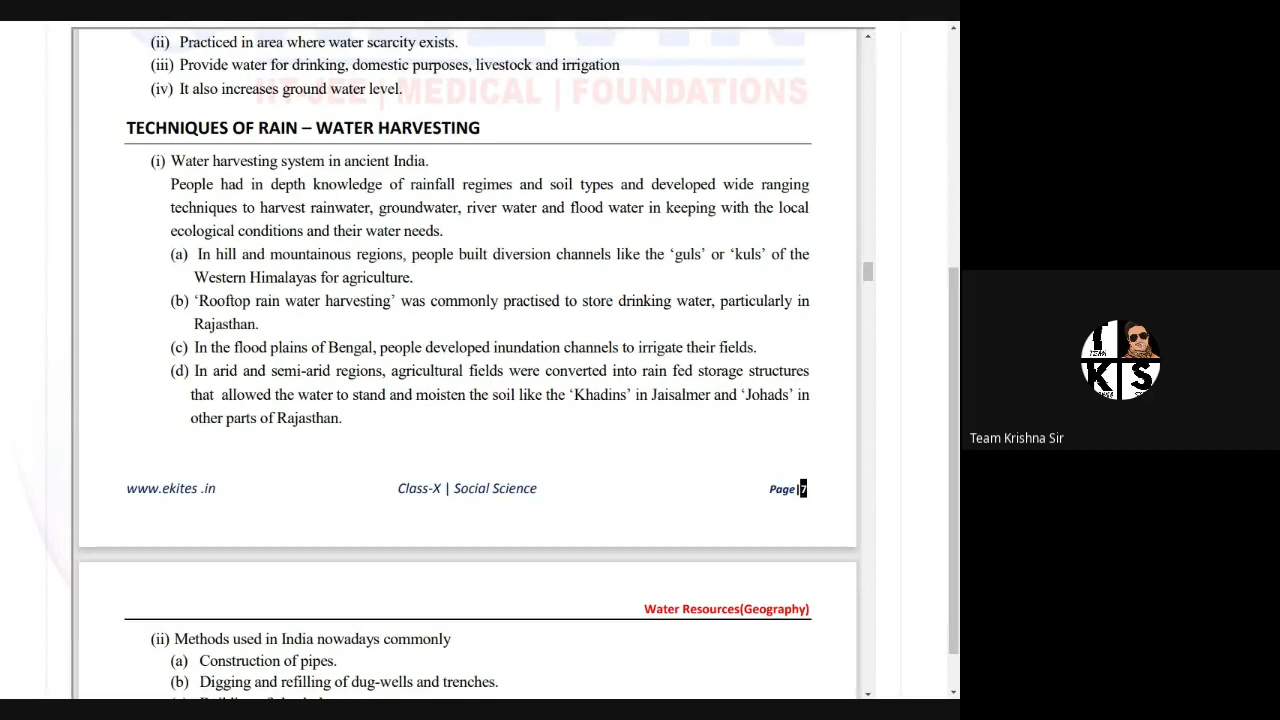 (ii) Practiced in area where water scarcity exists.
(iii) Provide water for drinking, domestic purposes, livestock and irrigation
(iv) It also increases ground water level.
IIT-JEE | MEDICAL | FOUNDATIONS
TECHNIQUES OF RAIN – WATER HARVESTING
(i) Water harvesting system in ancient India.
People had in depth knowledge of rainfall regimes and soil types and developed wide ranging
techniques to harvest rainwater, groundwater, river water and flood water in keeping with the local
ecological conditions and their water needs.
(a) In hill and mountainous regions, people built diversion channels like the ‘guls’ or ‘kuls’ of the
Western Himalayas for agriculture.
(b) ‘Rooftop rain water harvesting’ was commonly practised to store drinking water, particularly in
Rajasthan.
(c) In the flood plains of Bengal, people developed inundation channels to irrigate their fields.
(d) In arid and semi-arid regions, agricultural fields were converted into rain fed storage structures
that allowed the water to stand and moisten the soil like the ‘Khadins’ in Jaisalmer and ‘Johads’ in
other parts of Rajasthan.
www.ekites .in Class-X | Social Science Page|7
Water Resources(Geography)
(ii) Methods used in India nowadays commonly
(a) Construction of pipes.
(b) Digging and refilling of dug-wells and trenches.
T
TEAM
K S
Team Krishna Sir